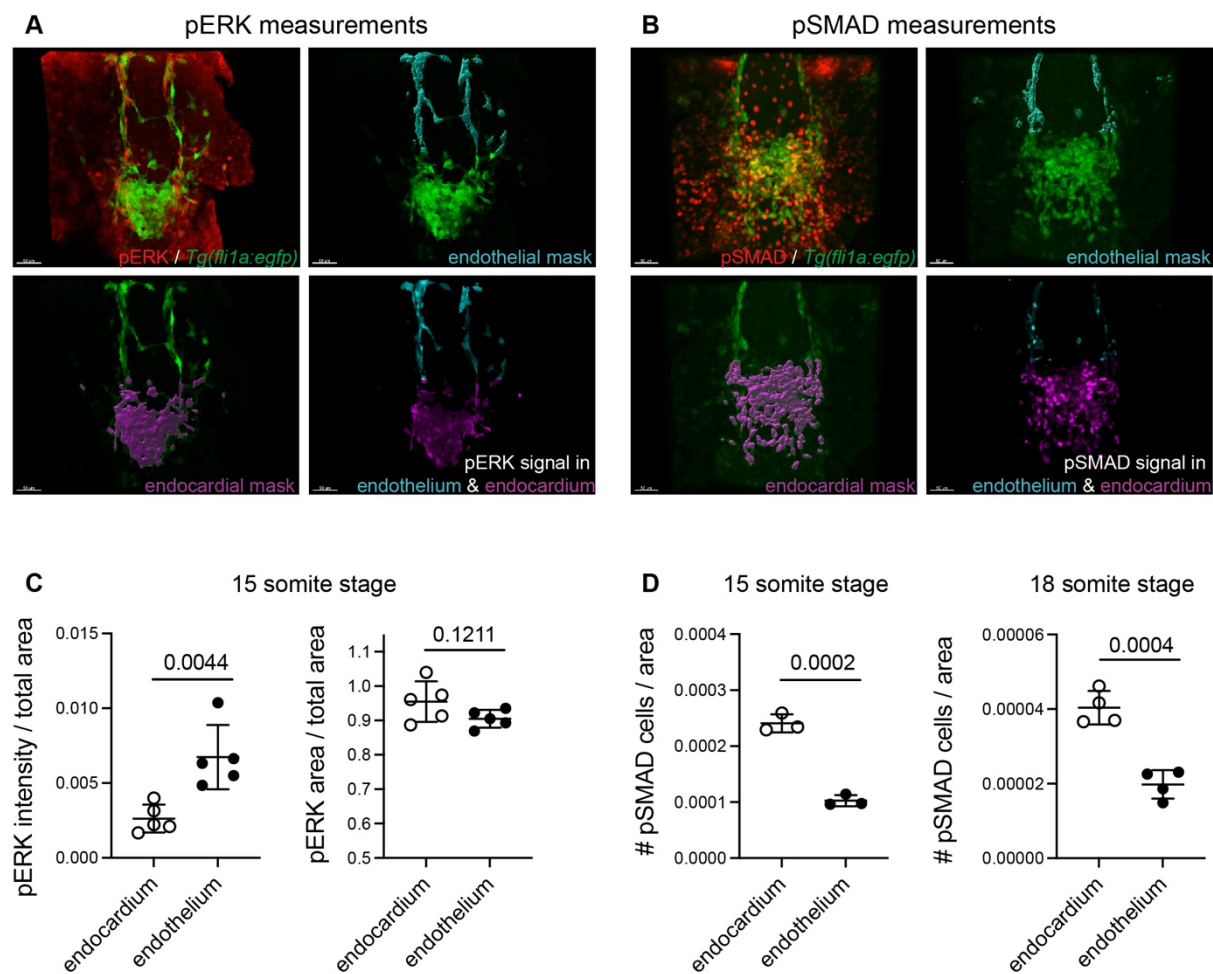 A
pERK measurements
B
pSMAD measurements
pERK / Tg(fli1a:egfp)
endothelial mask
pSMAD / Tg(fli1a:egfp)
endothelial mask
endocardial mask
pERK signal in
endothelium & endocardium
endocardial mask
pSMAD signal in
endothelium & endocardium
C
15 somite stage
pERK intensity / total area
0.015
0.010
0.005
0.000
0.0044
endocardium
endothelium
pERK area / total area
1.1
1.0
0.9
0.8
0.7
0.6
0.5
0.1211
endocardium
endothelium
D
15 somite stage
# pSMAD cells / area
0.0004
0.0003
0.0002
0.0001
0.0000
0.0002
endocardium
endothelium
18 somite stage
# pSMAD cells / area
0.00006
0.00004
0.00002
0.00000
0.0004
endocardium
endothelium